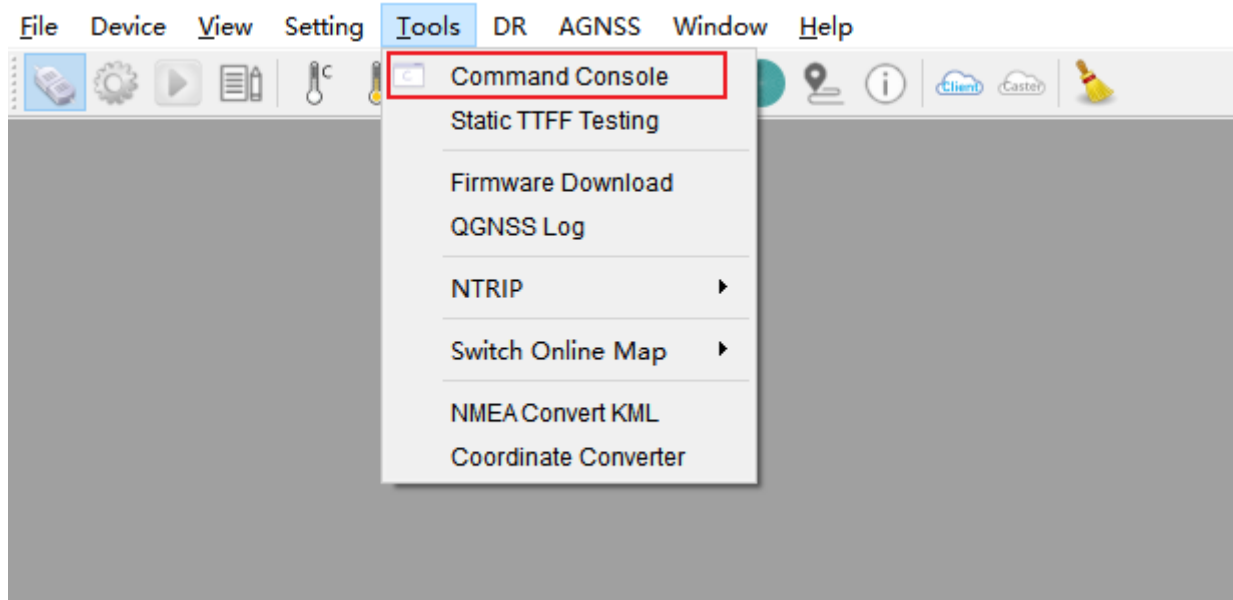 File Device View Setting Tools DR AGNSS Window Help
C
Client
Caster
Command Console
Static TTFF Testing
Firmware Download
QGNSS Log
NTRIP
Switch Online Map
NMEA Convert KML
Coordinate Converter